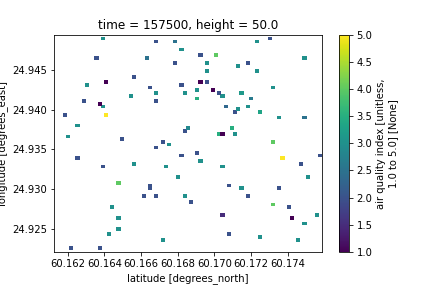 time = 157500, height = 50.0
24.945
24.940
24.935
24.930
24.925
longitude [degrees_east]
60.162 60.164 60.166 60.168 60.170 60.172 60.174
latitude [degrees_north]
5.0
4.5
4.0
3.5
3.0
2.5
2.0
1.5
1.0
air quality index [unitless,
1.0 to 5.0] [None]